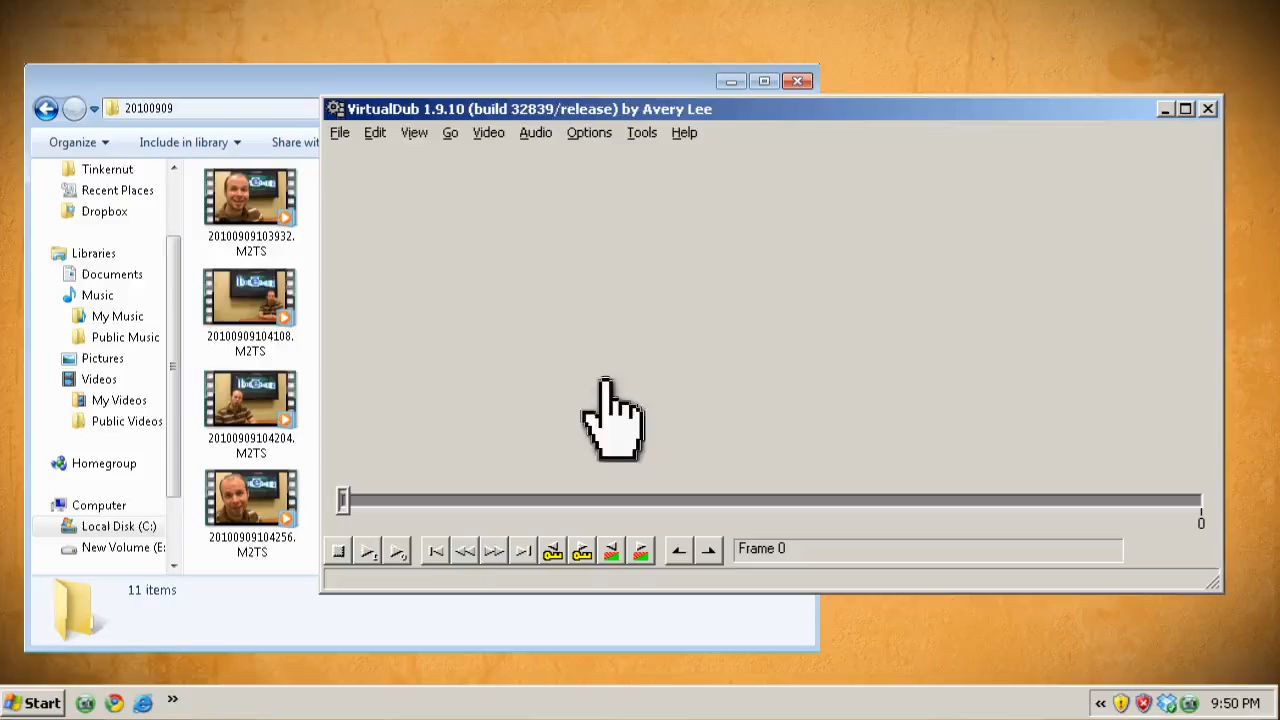 20100909
Organize
Include in library
Share wit
Tinkernut
Recent Places
Dropbox
Libraries
Documents
Music
My Music
Public Music
Pictures
Videos
My Videos
Public Videos
Homegroup
Computer
Local Disk (C:)
New Volume (E:
20100909103932.
M2TS
20100909104108.
M2TS
20100909104204.
M2TS
20100909104256.
M2TS
11 items
VirtualDub 1.9.10 (build 32839/release) by Avery Lee
File Edit View Go Video Audio Options Tools Help
0
Frame 0
Start
9:50 PM